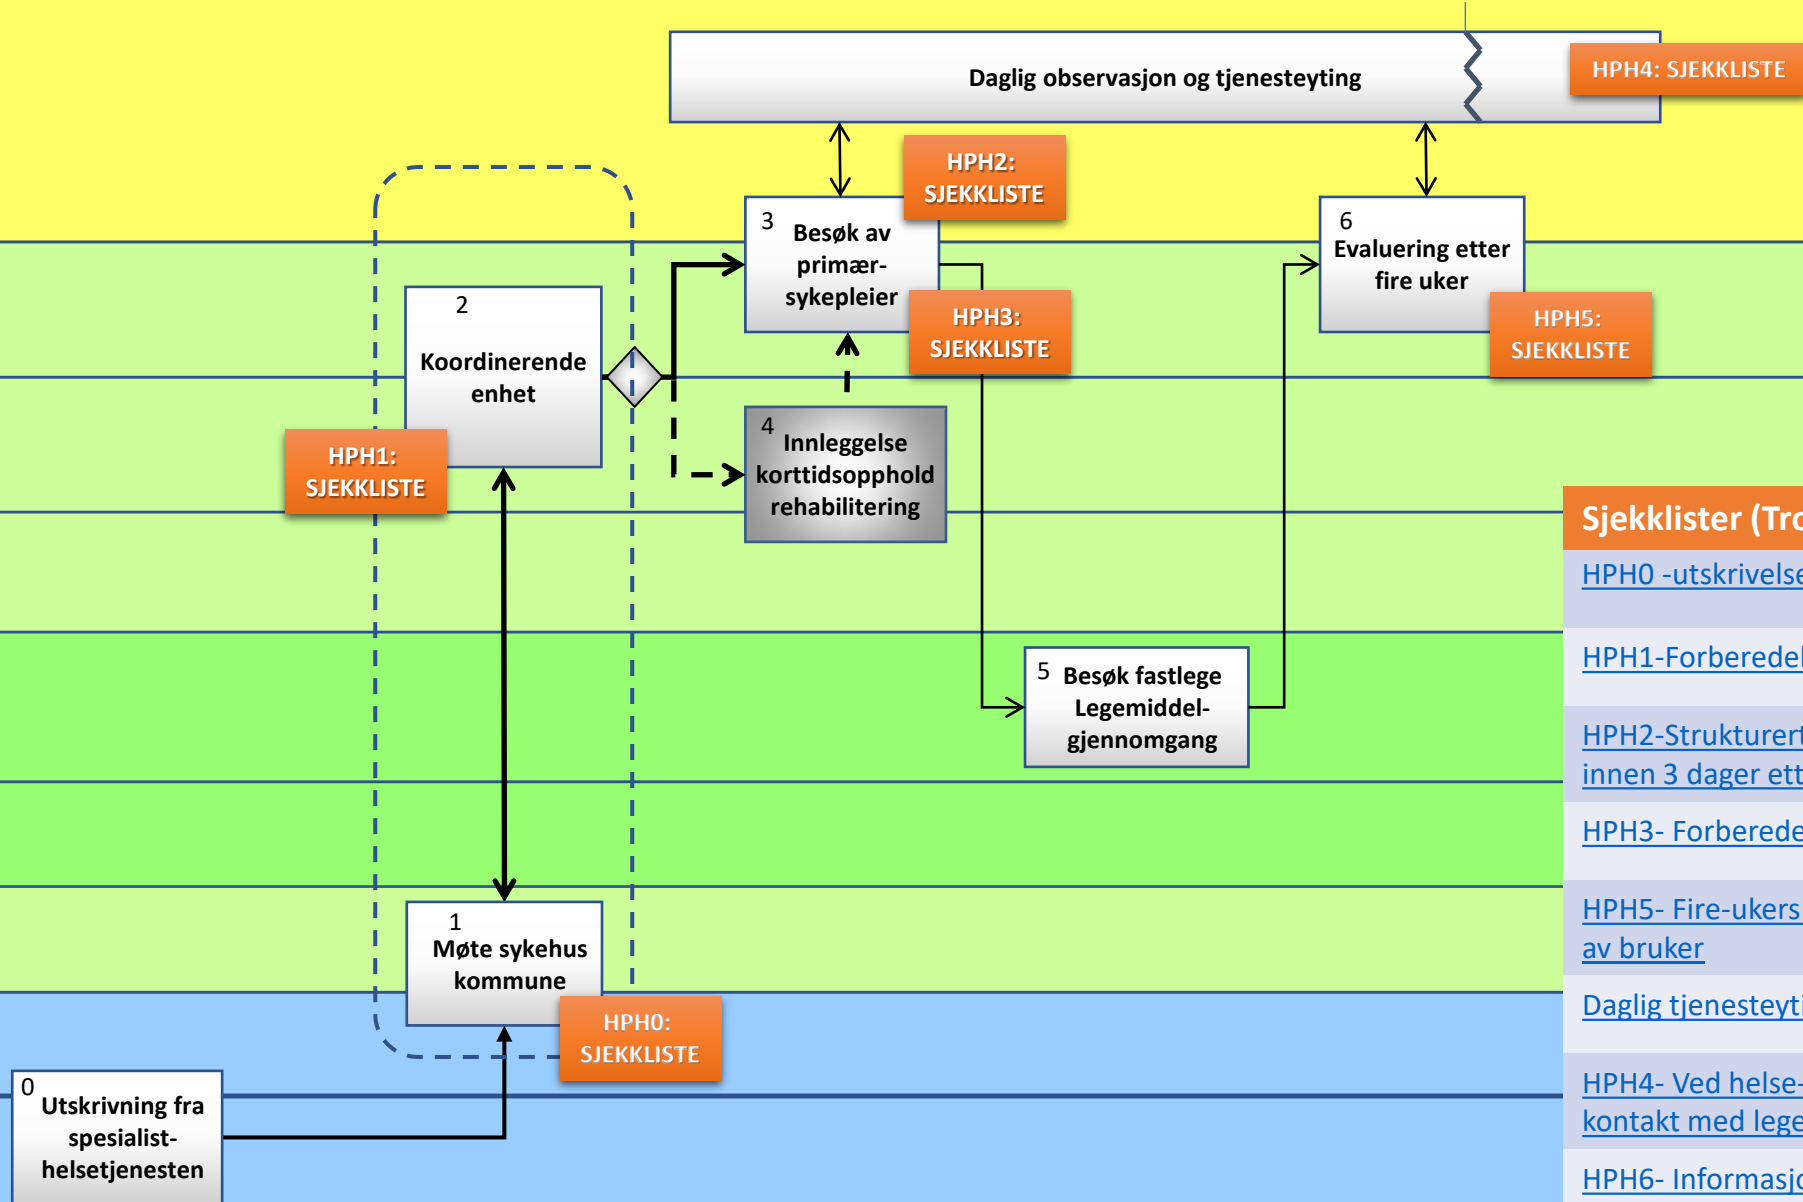 Daglig observasjon og tjenesteyting
HPH4: SJEKKLISTE
HPH2:
SJEKKLISTE
3
Besøk av
primær-
sykepleier
6
Evaluering etter
fire uker
HPH3:
SJEKKLISTE
HPH5:
SJEKKLISTE
2
Koordinerende
enhet
HPH1:
SJEKKLISTE
4
Innleggelse
korttidsopphold
rehabilitering
5
Besøk fastlege
Legemiddel-
gjennomgang
1
Møte sykehus
kommune
HPH0:
SJEKKLISTE
0
Utskrivning fra
spesialist-
helsetjenesten
Sjekklister (Tro
HPH0 -utskrivelse
HPH1-Forberedel
HPH2-Strukturert
innen 3 dager ett
HPH3- Forberede
HPH5- Fire-ukers
av bruker
Daglig tjenesteyti
HPH4- Ved helse-
kontakt med lege
HPH6- Informasjo